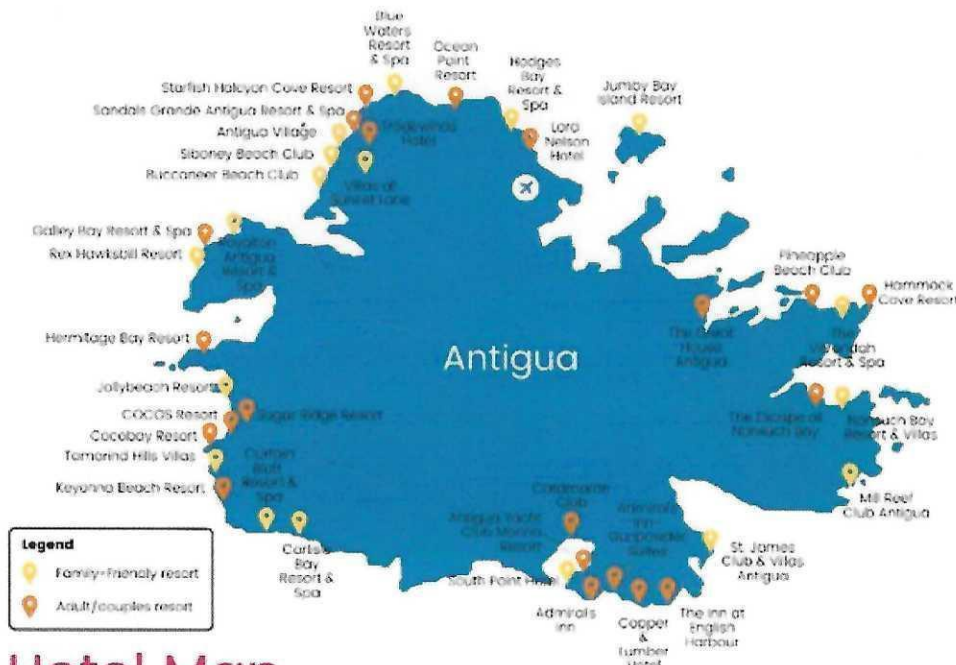 Blue
Waters
Resort
& Spa
Ocean
Point
Resort
Hodges
Bay
Resort &
Spa
Jumby Bay
Island Resort
Starfish Halcyon Cove Resort
Sandals Grande Antigua Resort & Spa
Antigua Village
Siboney Beach Club
Buccaneer Beach Club
Tradewinds
Hotel
Villas at
Sunset Lane
Lord
Nelson
Hotel
Galley Bay Resort & Spa
Rex Hawksbill Resort
Royalton
Antigua
Resort &
Spa
Pineapple
Beach Club
Hammock
Cove Resort
The Great
House
Antigua
The
Verandah
Resort & Spa
Hermitage Bay Resort
Antigua
Jollybeach Resort
COCOS Resort
Sugar Ridge Resort
Cocobay Resort
Tamarind Hills Villas
Keyonna Beach Resort
Curtain
Bluff
Resort &
Spa
The Escape at
Nonsuch Bay
Nonsuch Bay
Resort & Villas
Mill Reef
Club Antigua
Catamaran
Club
Antigua Yacht
Club Marina
Resort
Admirals
Inn
Gunpowder
Suites
St. James
Club & Villas
Antigua
Carlisle
Bay
Resort &
Spa
South Point Hotel
Admirals
Inn
Copper
&
Lumber
Hotel
The Inn at
English
Harbour
Legend
Family-Friendly resort
Adult/couples resort
Hotel Map